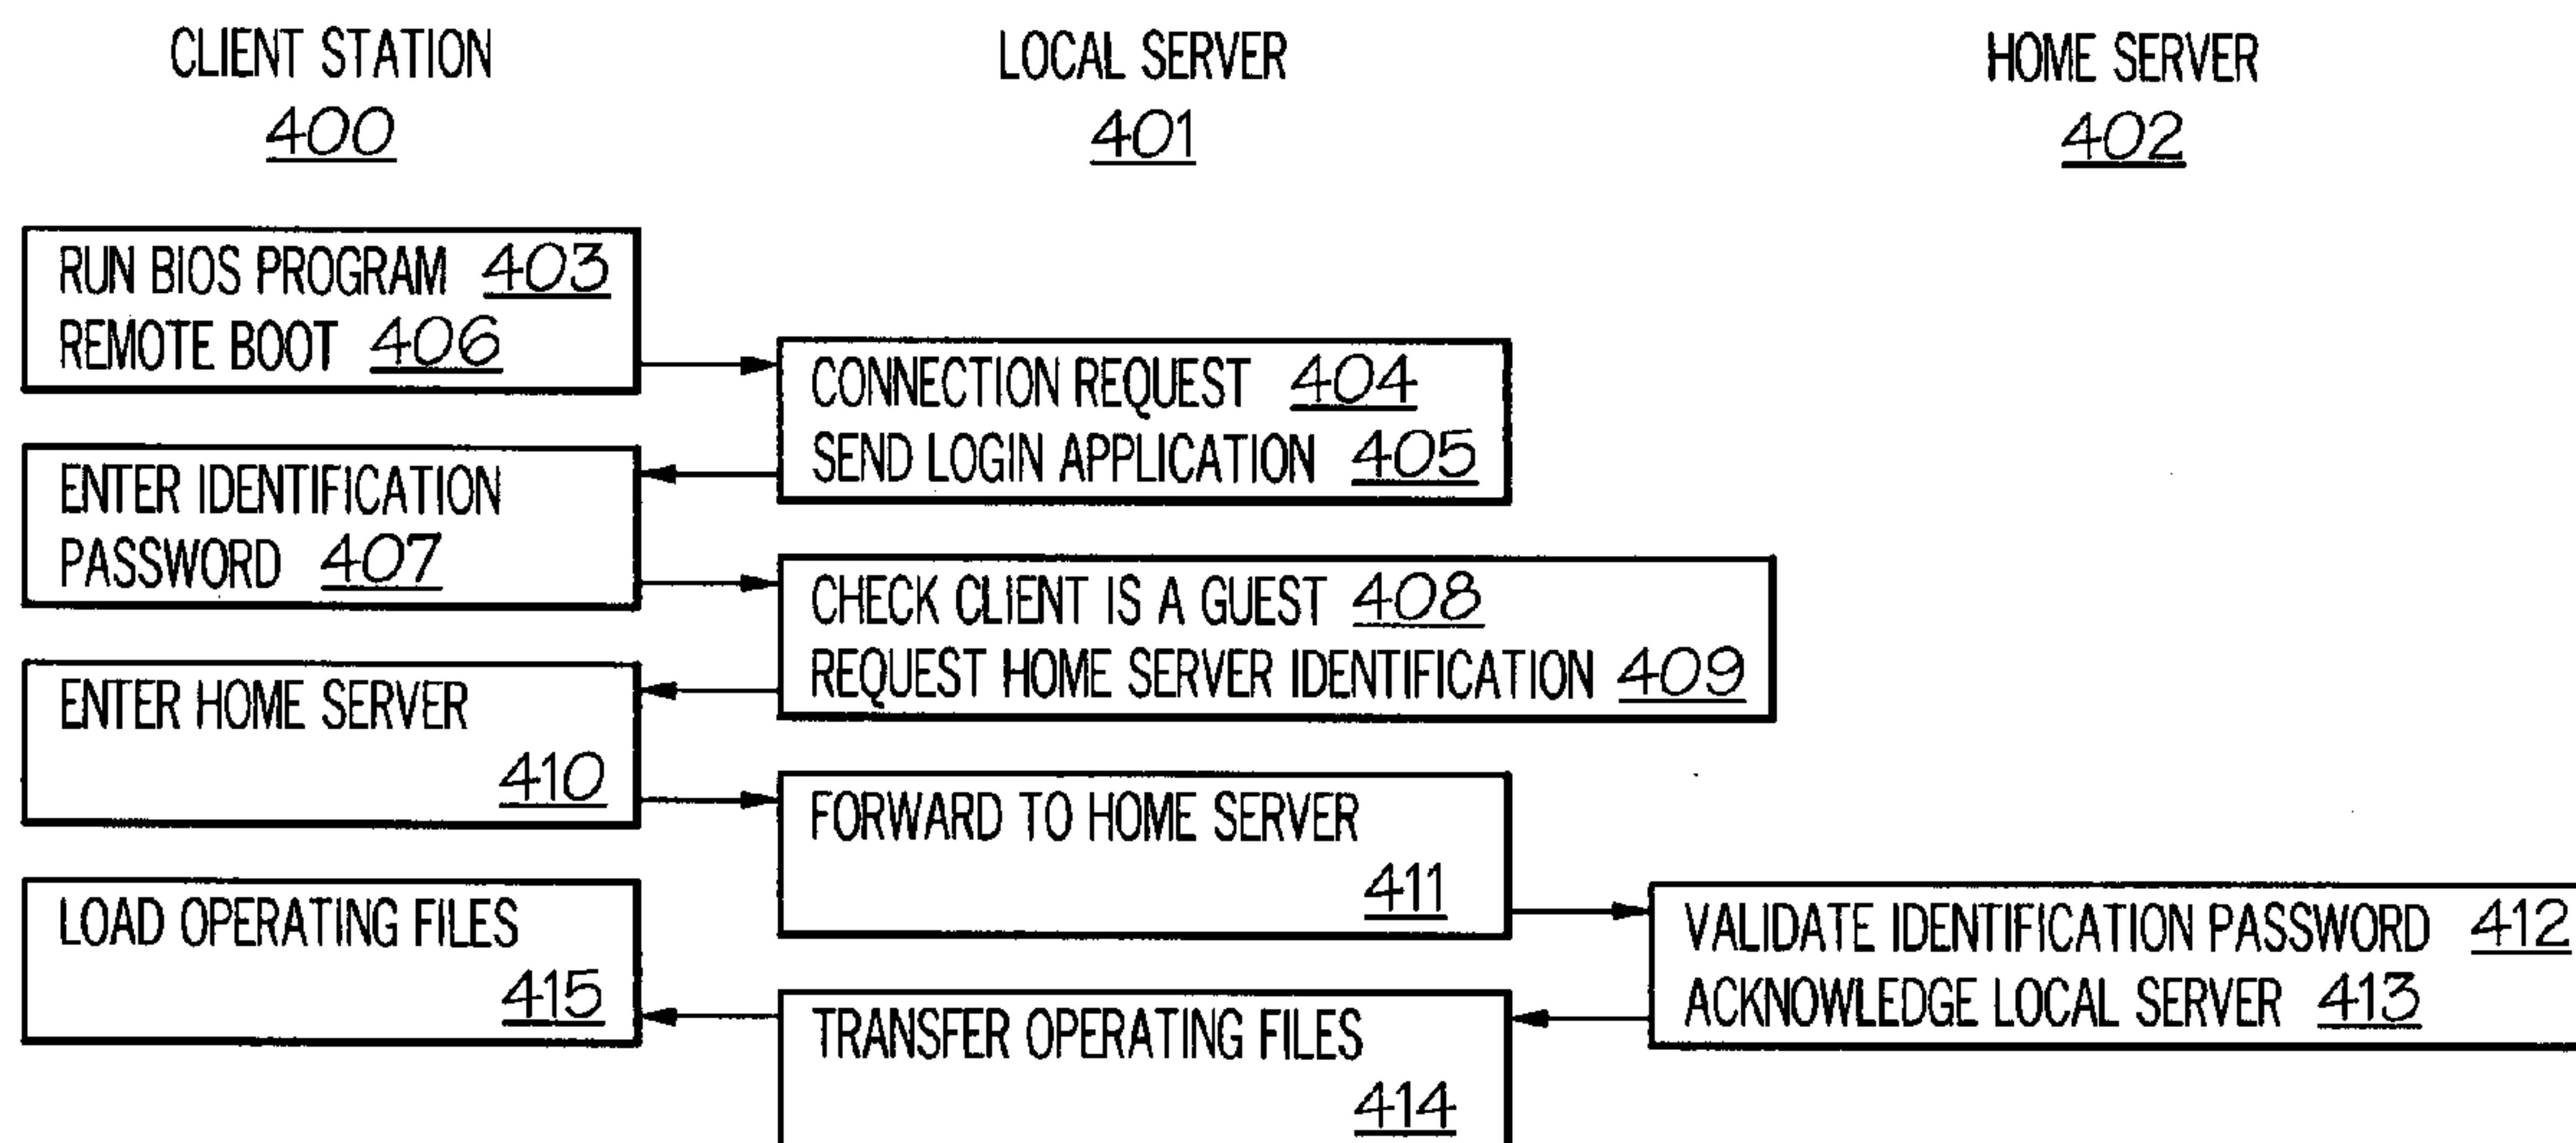 CLIENT STATION
400
LOCAL SERVER
401
HOME SERVER
402
RUN BIOS PROGRAM 403
REMOTE BOOT 406
CONNECTION REQUEST 404
SEND LOGIN APPLICATION 405
ENTER IDENTIFICATION
PASSWORD 407
CHECK CLIENT IS A GUEST 408
REQUEST HOME SERVER IDENTIFICATION 409
ENTER HOME SERVER
410
FORWARD TO HOME SERVER
411
VALIDATE IDENTIFICATION PASSWORD 412
ACKNOWLEDGE LOCAL SERVER 413
TRANSFER OPERATING FILES
414
LOAD OPERATING FILES
415